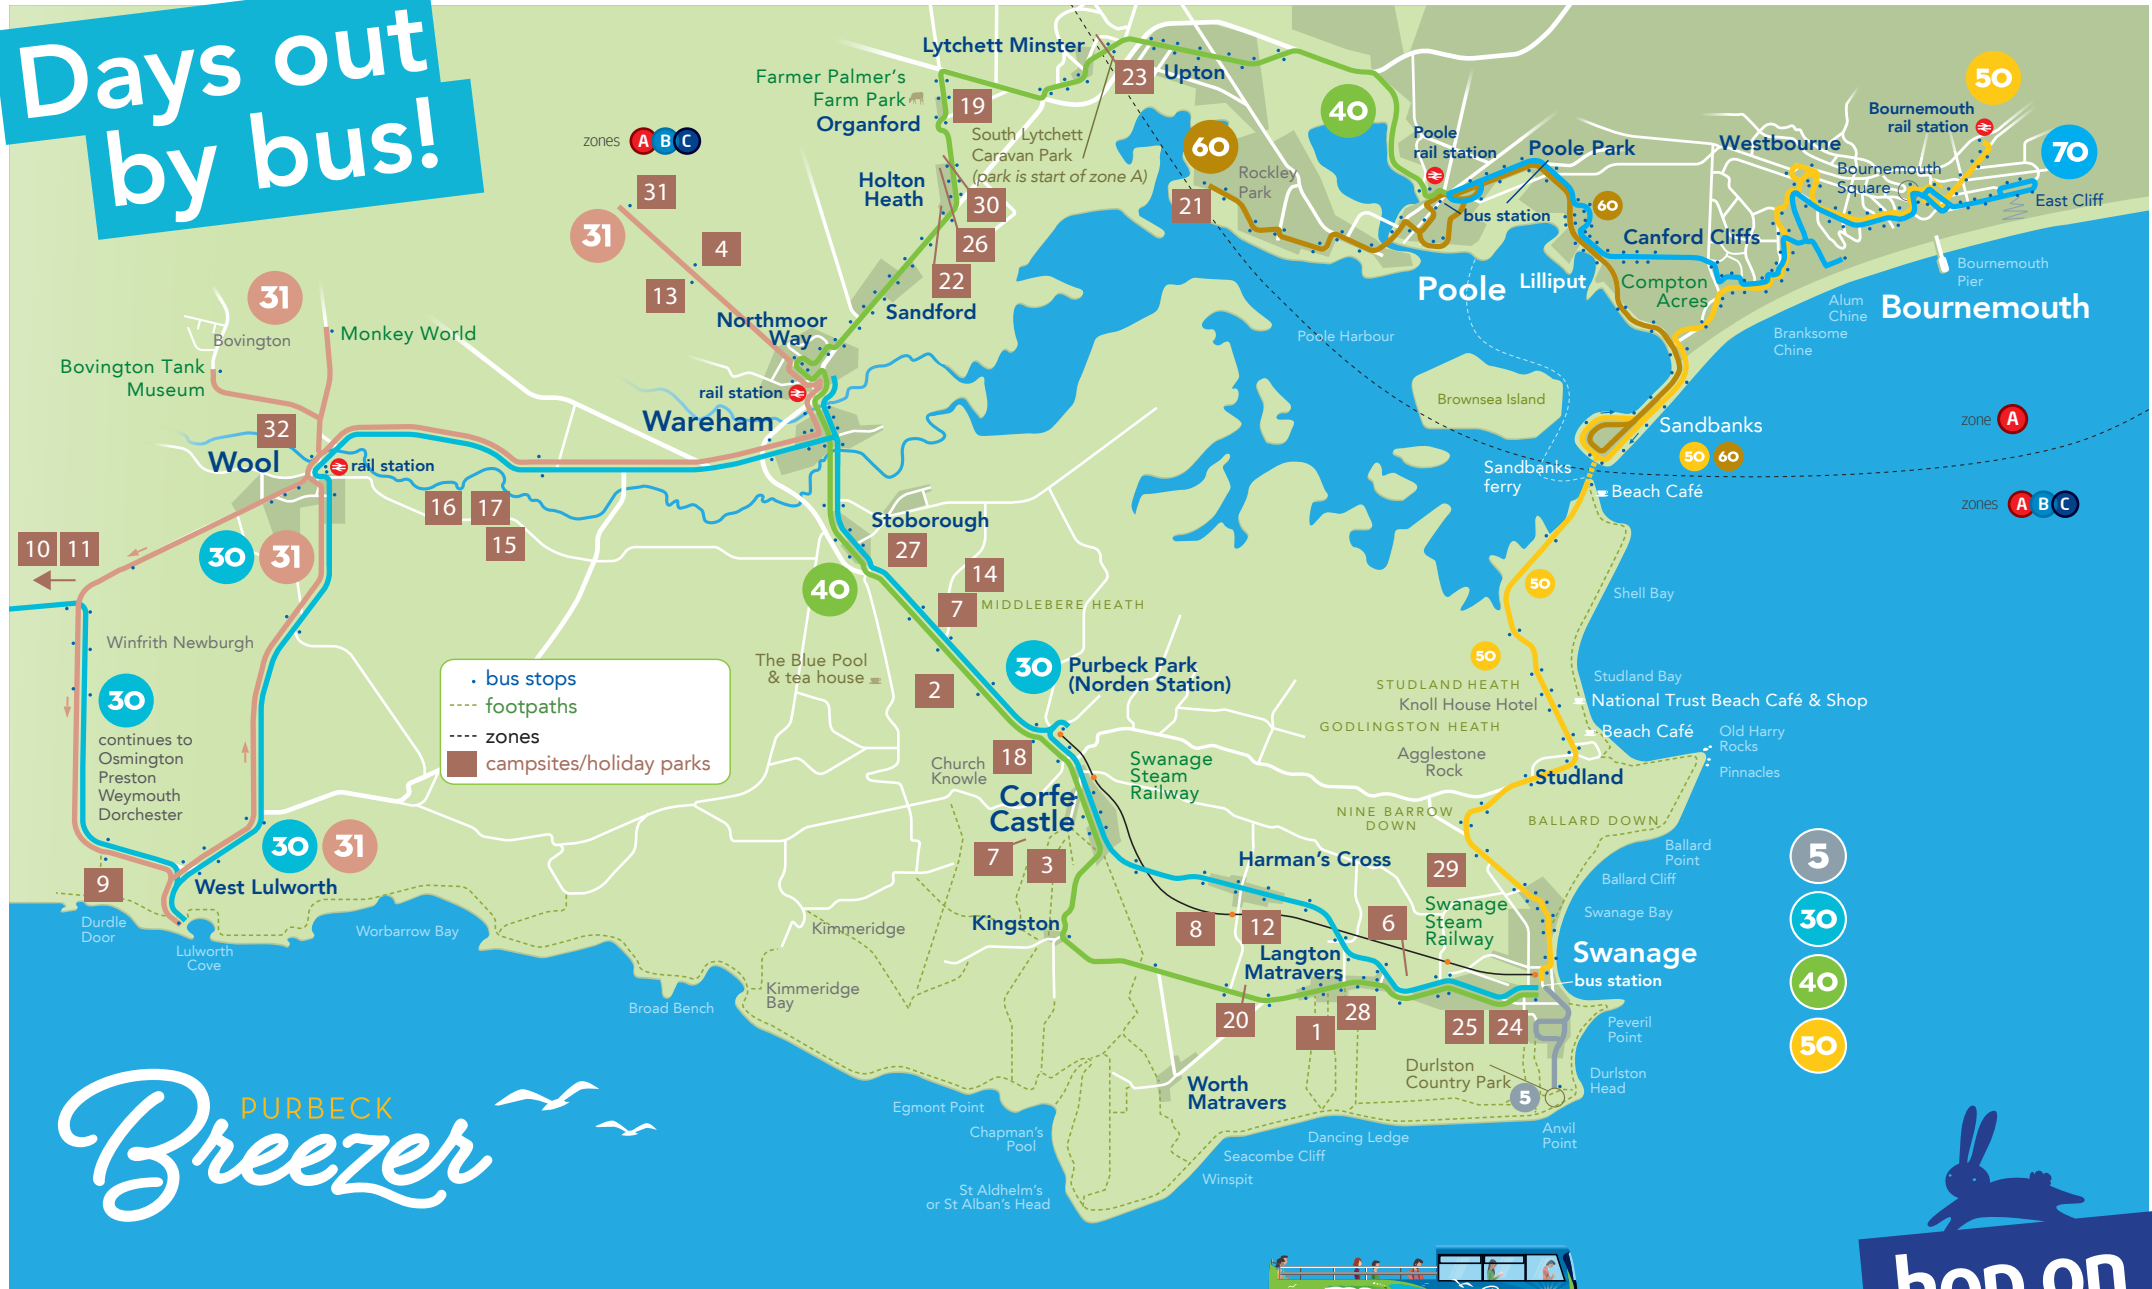 Days out
by bus!
zones A B C
Lytchett Minster
Farmer Palmer's
Farm Park
Organford
19
23
Upton
South Lytchett
Caravan Park
(park is start of zone A)
Holton
Heath
30
26
22
Sandford
60
21
Rockley
Park
40
Poole
rail station
Poole Park
bus station
60
Westbourne
50
Bournemouth
rail station
70
Bournemouth
Square
East Cliff
Canford Cliffs
Compton
Acres
Poole
Lilliput
Bournemouth
Pier
Alum
Chine
Bournemouth
Branksome
Chine
Poole Harbour
Brownsea Island
31
31
4
13
Northmoor
Way
rail station
Wareham
31
Bovington
Monkey World
Bovington Tank
Museum
32
Wool
rail station
16
17
15
10
11
30
31
Winfrith Newburgh
30
continues to
Osmington
Preston
Weymouth
Dorchester
30
31
9
West Lulworth
Durdle
Door
Lulworth
Cove
Worbarrow Bay
bus stops
footpaths
zones
campsites/holiday parks
Sandbanks
50
60
Sandbanks
ferry
Beach Café
zone A
zones A B C
Stoborough
27
40
14
7
MIDDLEBERE HEATH
The Blue Pool
& tea house
2
30
Purbeck Park
(Norden Station)
18
Church
Knowle
Swanage
Steam
Railway
Corfe
Castle
7
3
Harman's Cross
50
Shell Bay
50
Studland Bay
STUDLAND HEATH
Knoll House Hotel
National Trust Beach Café & Shop
GODLINGSTON HEATH
Beach Café
Old Harry
Rocks
Agglestone
Rock
Pinnacles
Studland
NINE BARROW
DOWN
BALLARD DOWN
Ballard
Point
Ballard Cliff
29
Swanage
Steam
Railway
Swanage Bay
6
8
12
Langton
Matravers
Swanage
bus station
Kingston
Kimmeridge
Kimmeridge
Bay
Broad Bench
20
1
28
25
24
Peveril
Point
Durlston
Country Park
Durlston
Head
5
Anvil
Point
Worth
Matravers
Egmont Point
Chapman's
Pool
Dancing Ledge
Seacombe Cliff
Winspit
St Aldhelm's
or St Alban's Head
5
30
40
50
PURBECK
Breezer
hop on